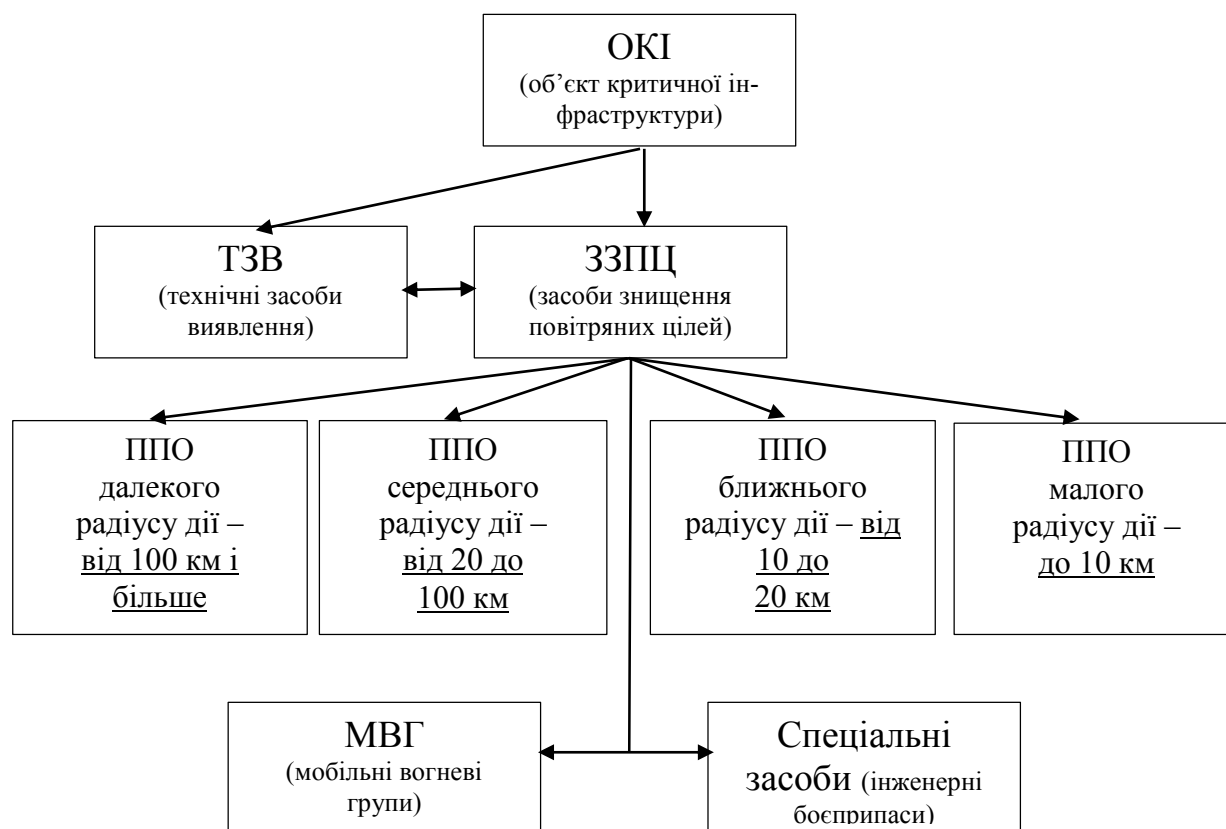 ОКІ
(об’єкт критичної ін-
фраструктури)
ТЗВ
(технічні засоби
виявлення)
ЗЗПЦ
(засоби знищення
повітряних цілей)
ППО
далекого
радіусу дії –
від 100 км і
більше
ППО
середнього
радіусу дії –
від 20 до
100 км
ППО
ближнього
радіусу дії – від
10 до
20 км
ППО
малого
радіусу дії –
до 10 км
МВГ
(мобільні вогневі
групи)
Спеціальні
засоби (інженерні
боєприпаси)